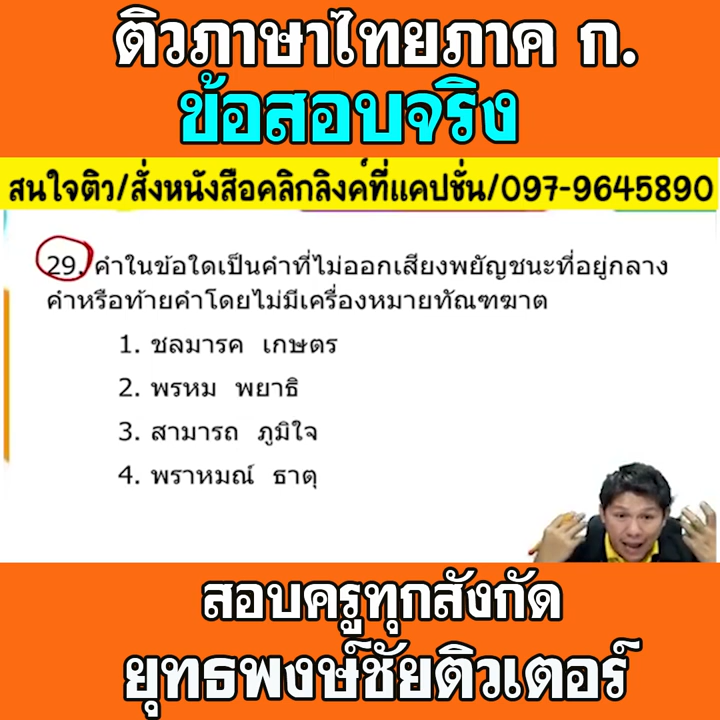 ติวภาษาไทยภาค ก.
ข้อสอบจริง
สนใจติว/สั่งหนังสือคลิกลิงค์ที่แคปชั่น/097-9645890
29. คำในข้อใดเป็นคำที่ไม่ออกเสียงพยัญชนะที่อยู่กลาง
คำหรือท้ายคำโดยไม่มีเครื่องหมายทัณฑฆาต
1. ชลมารค เกษตร
2. พรหม พยาธิ
3. สามารถ ภูมิใจ
4. พราหมณ์ ธาตุ
สอบครูทุกสังกัด
ยุทธพงษ์ชัยติวเตอร์